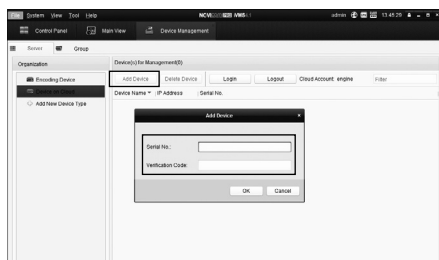 File System View Tool Help
admin 13:45:29
Control Panel Main View Device Management
Server Group
Organization
Encoding Device
Add New Device Type
Device(s) for Management(0)
Add Device Delete Device Login Logout Cloud Account: engine Filter
Device Name IP Address Serial No.
Add Device ×
Serial No.:
Verification Code:
OK Cancel